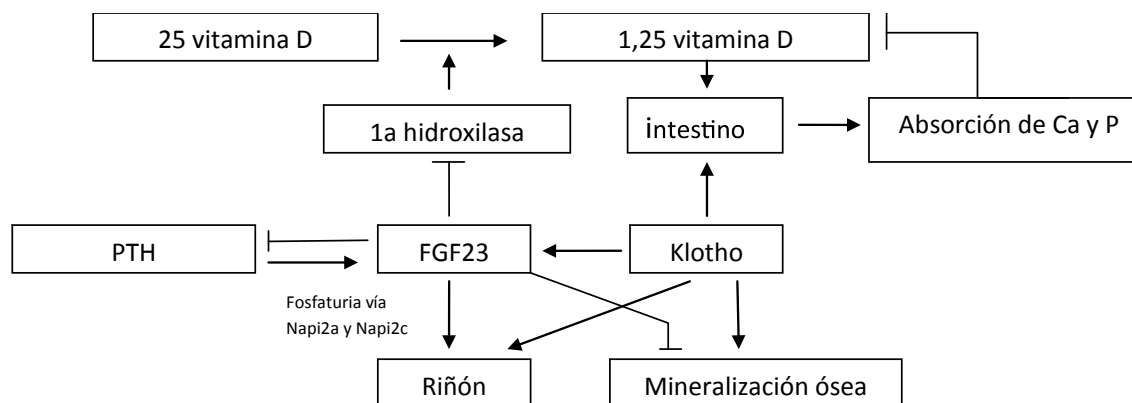 25 vitamina D
1,25 vitamina D
1a hidroxilasa
intestino
Absorción de Ca y P
PTH
FGF23
Klotho
Fosfaturia vía
Napi2a y Napi2c
Riñón
Mineralización ósea